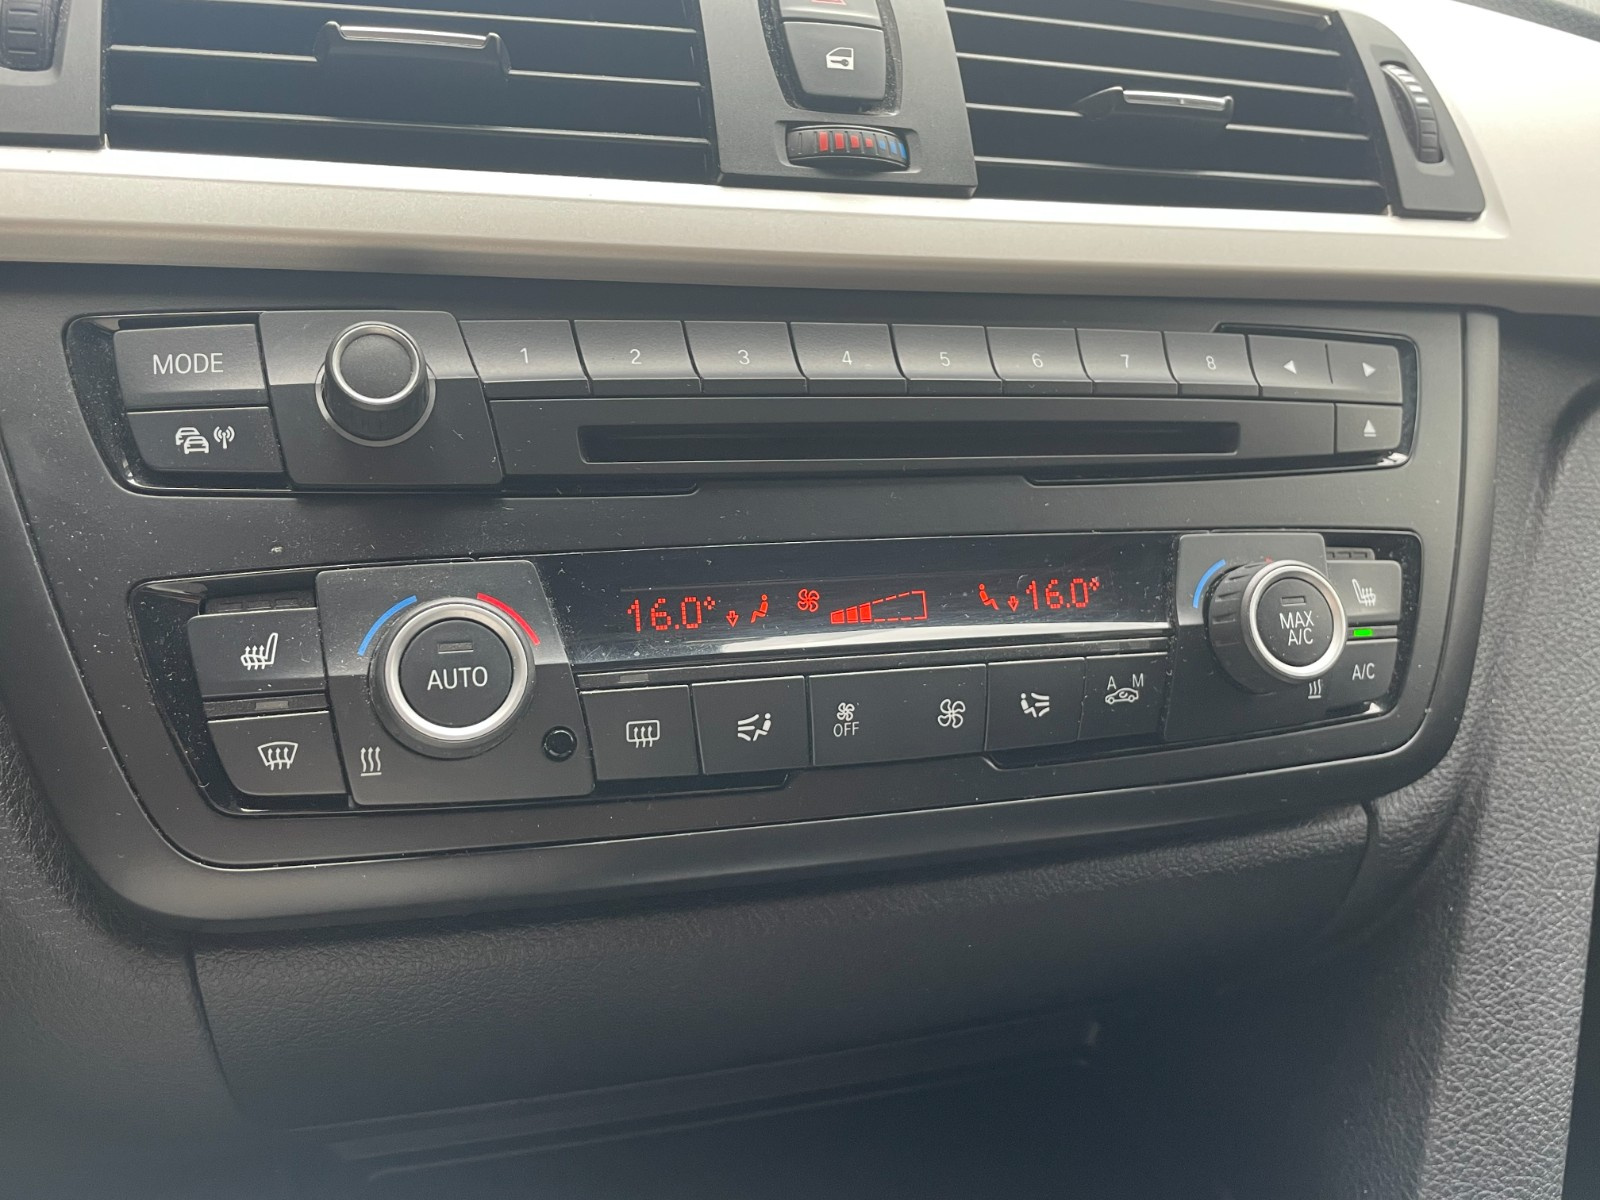 MODE
1 2 3 4 5 6 7 8
16.0° 16.0°
AUTO
MAX
A/C
A/C
OFF
A M